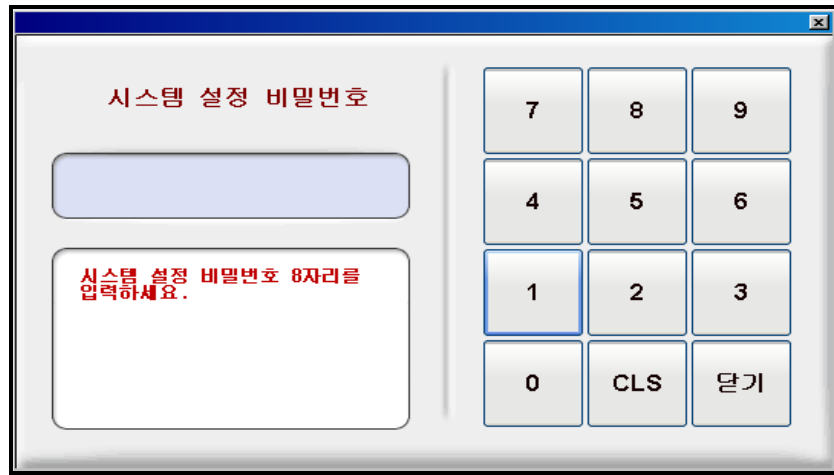 시스템 설정 비밀번호
시스템 설정 비밀번호 8자리를
입력하세요.
7 8 9
4 5 6
1 2 3
0 CLS 닫기